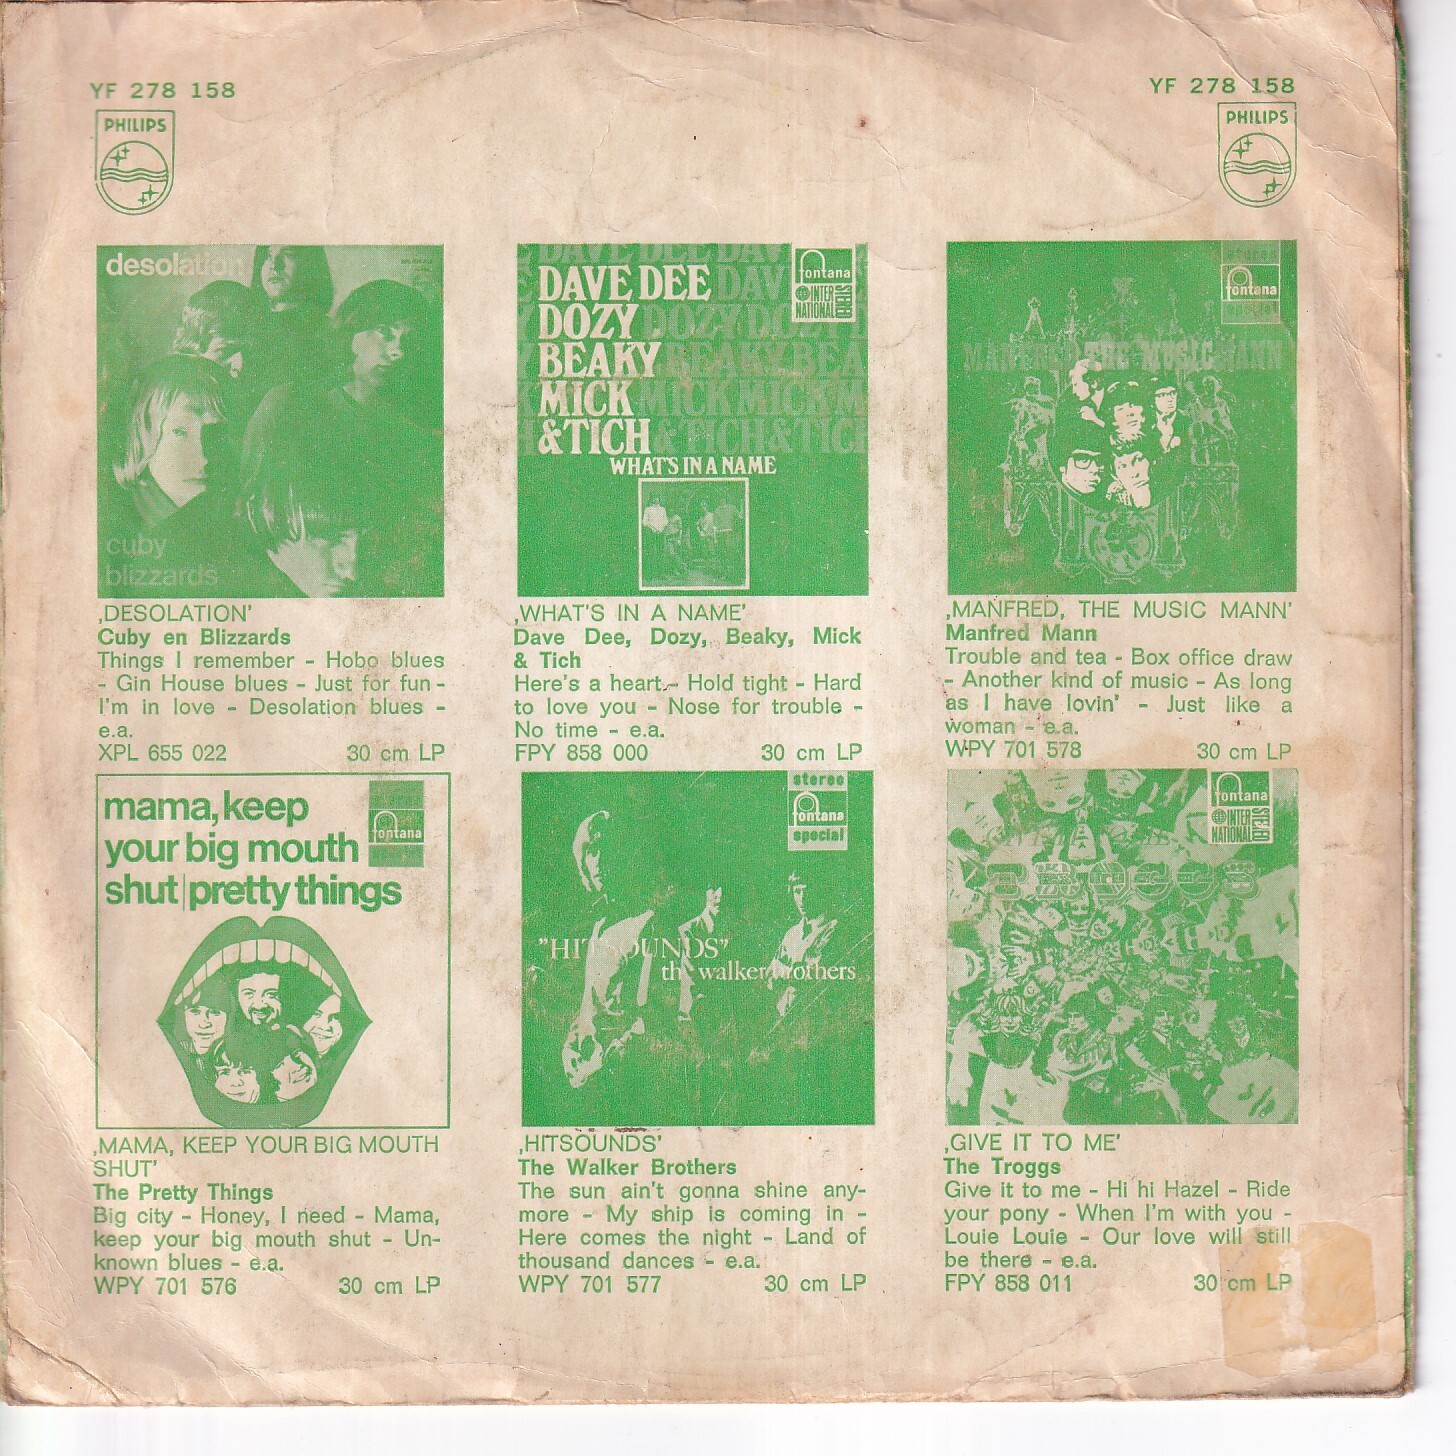 YF 278 158
YF 278 158
PHILIPS
PHILIPS
desolation
cuby
blizzards
DAVE DEE
DOZY
BEAKY
MICK
&TICH
WHAT'S IN A NAME
fontana
INTER
NATIONAL
STEREO
stereo
fontana
special
MANFRED THE MUSIC MANN
‚DESOLATION’
Cuby en Blizzards
Things I remember – Hobo blues
- Gin House blues – Just for fun –
I'm in love – Desolation blues –
e.a.
XPL 655 022 30 cm LP
‚WHAT'S IN A NAME’
Dave Dee, Dozy, Beaky, Mick
& Tich
Here's a heart – Hold tight – Hard
to love you – Nose for trouble –
No time – e.a.
FPY 858 000 30 cm LP
‚MANFRED, THE MUSIC MANN’
Manfred Mann
Trouble and tea - Box office draw
– Another kind of music – As long
as I have lovin' – Just like a
woman – e.a.
WPY 701 578 30 cm LP
mama, keep
your big mouth
shut|pretty things
fontana
stereo
fontana
special
"HITSOUNDS"
the walker brothers
fontana
INTER
NATIONAL
STEREO
‚MAMA, KEEP YOUR BIG MOUTH
SHUT’
The Pretty Things
Big city – Honey, I need – Mama,
keep your big mouth shut – Un-
known blues – e.a.
WPY 701 576 30 cm LP
‚HITSOUNDS’
The Walker Brothers
The sun ain't gonna shine any-
more – My ship is coming in –
Here comes the night – Land of
thousand dances – e.a.
WPY 701 577 30 cm LP
‚GIVE IT TO ME’
The Troggs
Give it to me – Hi hi Hazel – Ride
your pony – When I'm with you –
Louie Louie – Our love will still
be there – e.a.
FPY 858 011 30 cm LP